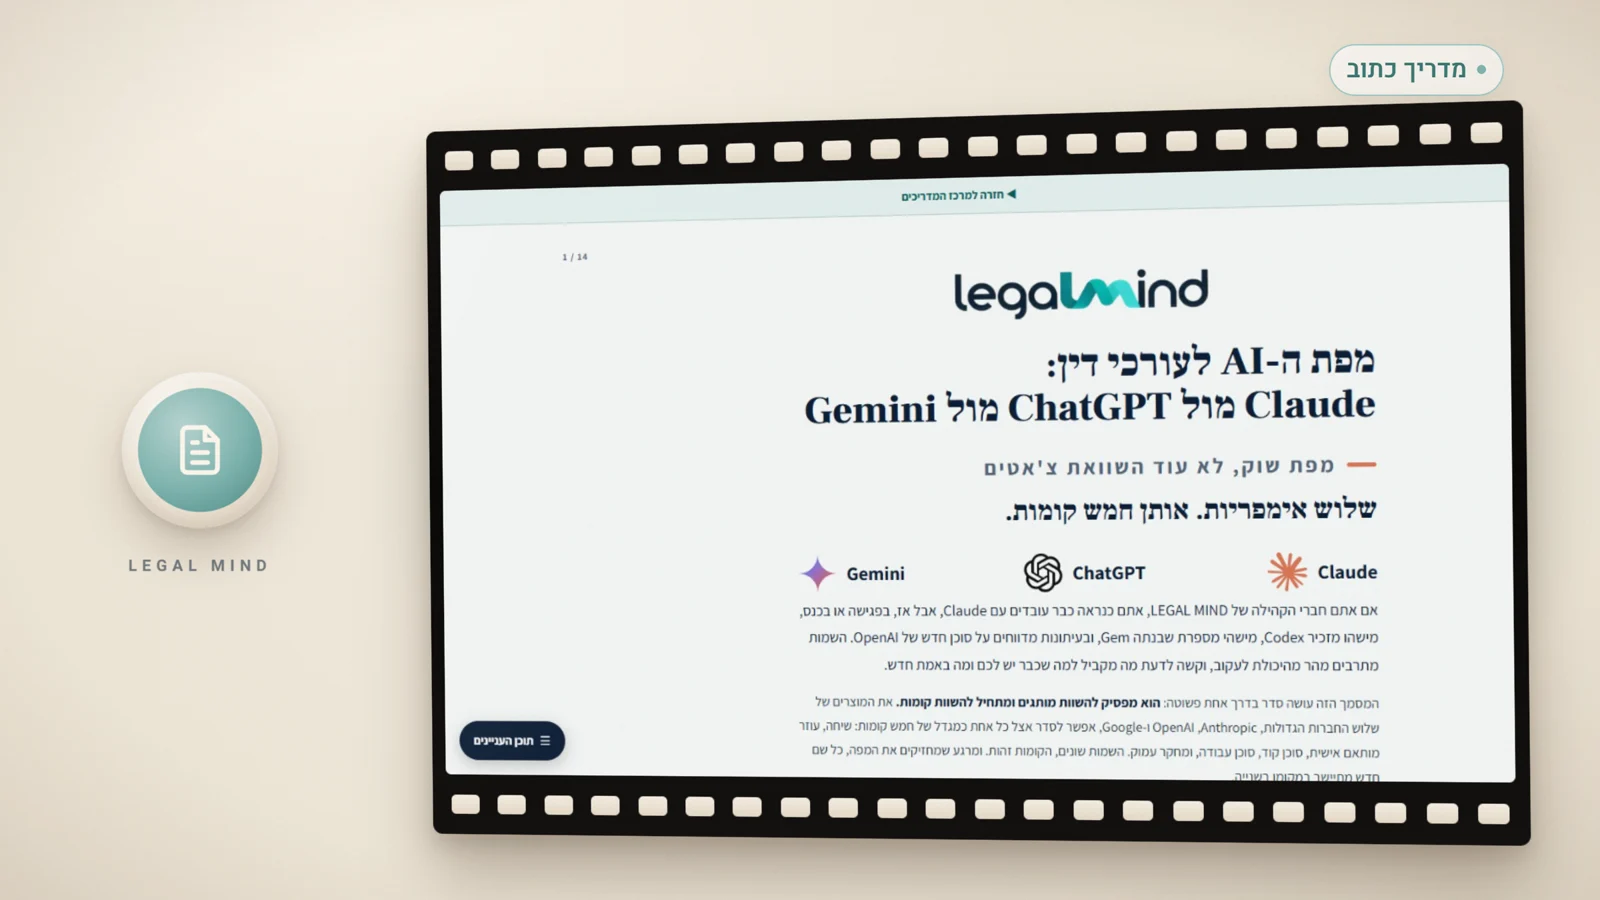 מדריך כתוב
חזרה למרכז המדריכים
1 / 14
legalmind
מפת ה-AI לעורכי דין:
Claude מול ChatGPT מול Gemini
מפת שוק, לא עוד השוואת צ'אטים
שלוש אימפריות. אותן חמש קומות.
Claude
ChatGPT
Gemini
אם אתם חברי הקהילה של LEGAL MIND, אתם כנראה כבר עובדים עם Claude, אבל אז, בפגישה או בכנס,
מישהו מזכיר Codex, מישהי מספרת שבנתה Gem, ובעיתונות מדווחים על סוכן חדש של OpenAI. השמות
מתרבים מהר מהיכולת לעקוב, וקשה לדעת מה מקביל למה שכבר יש לכם ומה באמת חדש.
המסמך הזה עושה סדר בדרך אחת פשוטה: הוא מפסיק להשוות מותגים ומתחיל להשוות קומות. את המוצרים של
שלוש החברות הגדולות, Anthropic, OpenAI ו-Google, אפשר לסדר אצל כל אחת כמגדל של חמש קומות: שיחה, עוזר
מותאם אישית, סוכן קוד, סוכן עבודה, ומחקר עמוק. השמות שונים, הקומות זהות. ומרגע שמחזיקים את המפה, כל שם
חדש מתיישב במקומו בשנייה
תוכן העניינים
LEGAL MIND